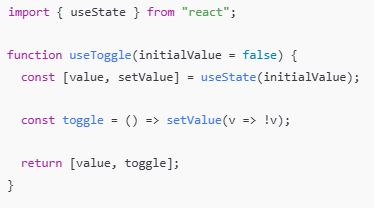 import { useState } from "react";

function useToggle(initialValue = false) {
  const [value, setValue] = useState(initialValue);

  const toggle = () => setValue(v => !v);

  return [value, toggle];
}